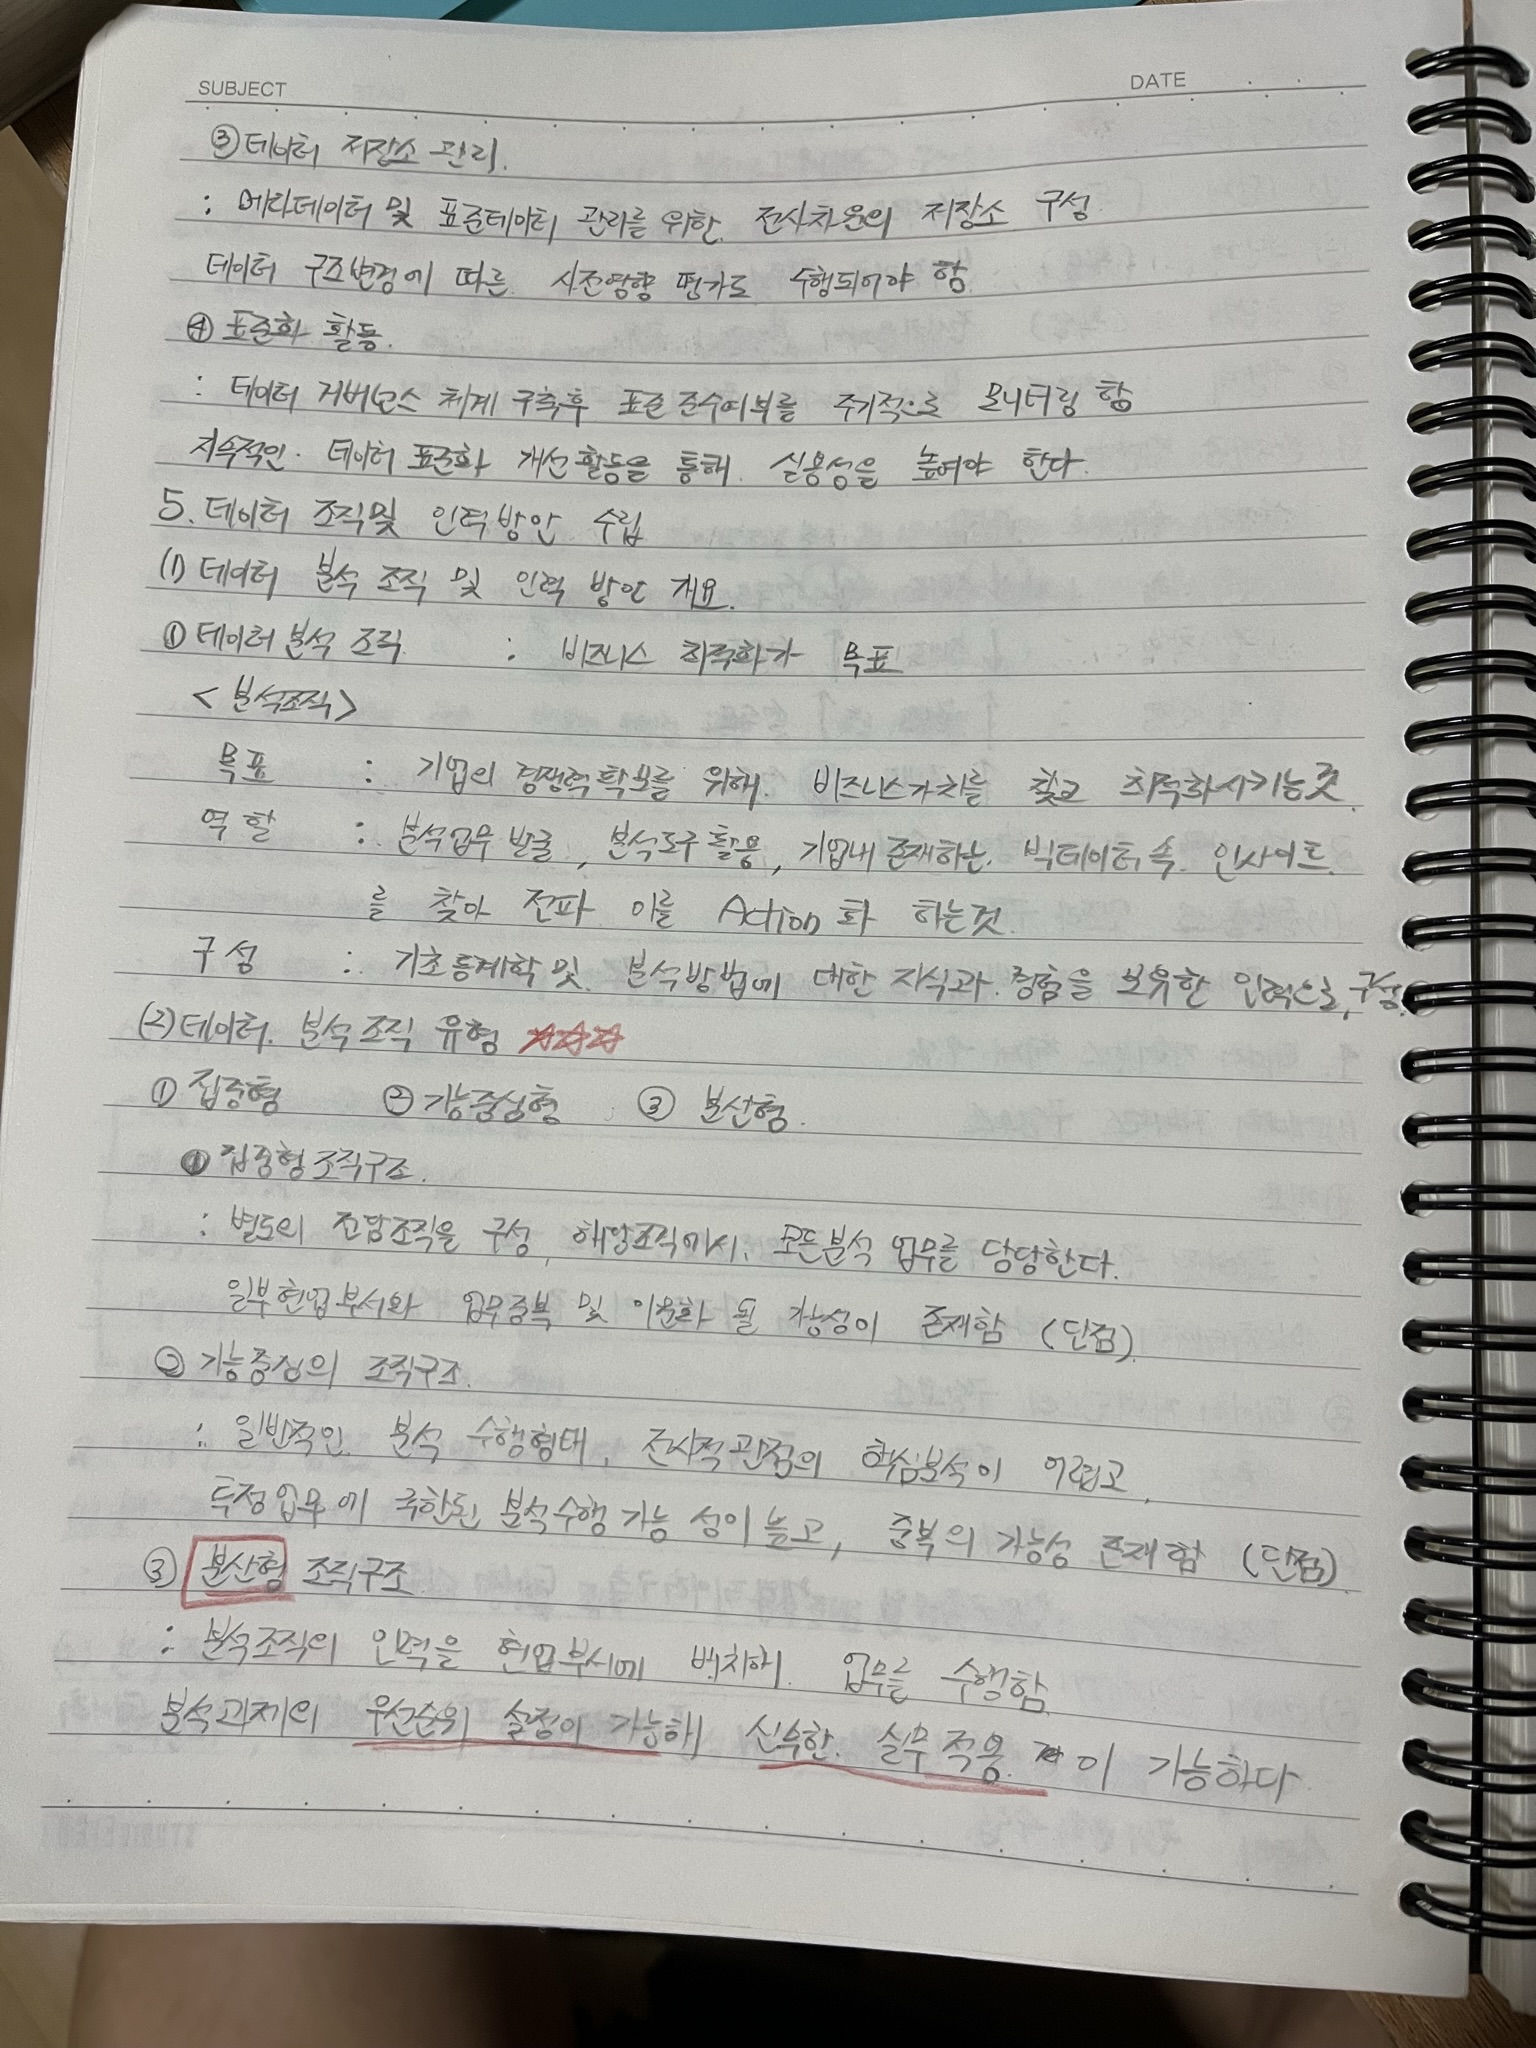 SUBJECT
DATE
③ 데이터 저장소 관리.
: 메타데이터 및 표준데이터 관리를 위한 전사차원의 저장소 구성
데이터 구조변경에 따른 사전영향 평가도 수행되어야 함
④ 표준화 활동.
: 데이터 거버넌스 체계 구축후 표준 준수여부를 주기적으로 모니터링 함
지속적인 데이터 표준화 개선 활동을 통해 실용성을 높여야 한다.
5. 데이터 조직 및 인력방안 수립
(1) 데이터 분석 조직 및 인력 방안 개요.
① 데이터 분석 조직 : 비즈니스 최적화가 목표
<분석조직>
목표 : 기업의 경쟁력 확보를 위해 비즈니스가치를 찾고 최적화시키는것
역할 : 분석업무 발굴, 분석도구 활용, 기업내 존재하는 빅데이터 속 인사이트
를 찾아 전파 이를 Action화 하는것
구성 : 기초통계학 및 분석방법에 대한 지식과 경험을 보유한 인력으로 구성.
(2) 데이터 분석 조직 유형 ☆☆☆
① 집중형 ② 기능중심형 ③ 분산형.
① 집중형 조직구조.
: 별도의 전담조직을 구성, 해당조직에서 모든분석 업무를 담당한다.
일부현업부서와 업무중복 및 이원화 될 가능성이 존재함 (단점)
② 기능중심의 조직구조.
: 일반적인 분석 수행형태, 전사적 관점의 핵심분석이 어렵고,
특정업무에 국한된 분석수행 가능성이 높고, 중복의 가능성 존재함 (단점).
③ 분산형 조직구조
: 분석조직의 인력을 현업부서에 배치해 업무를 수행함
분석과제의 우선순위 설정이 가능해 신속한 실무적용이 가능하다